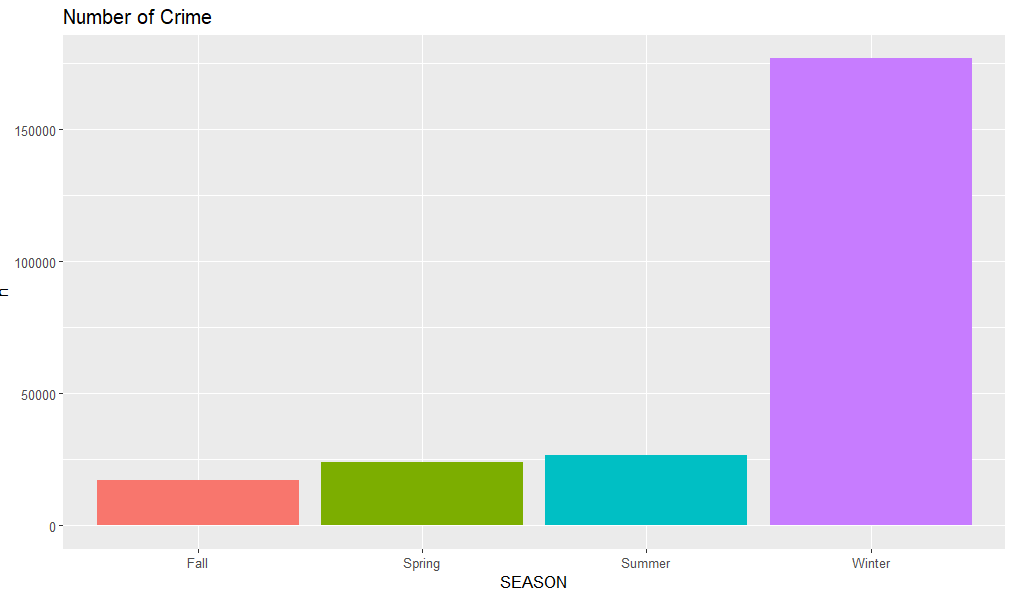 Number of Crime
150000
100000
n
50000
0
Fall Spring Summer Winter
SEASON